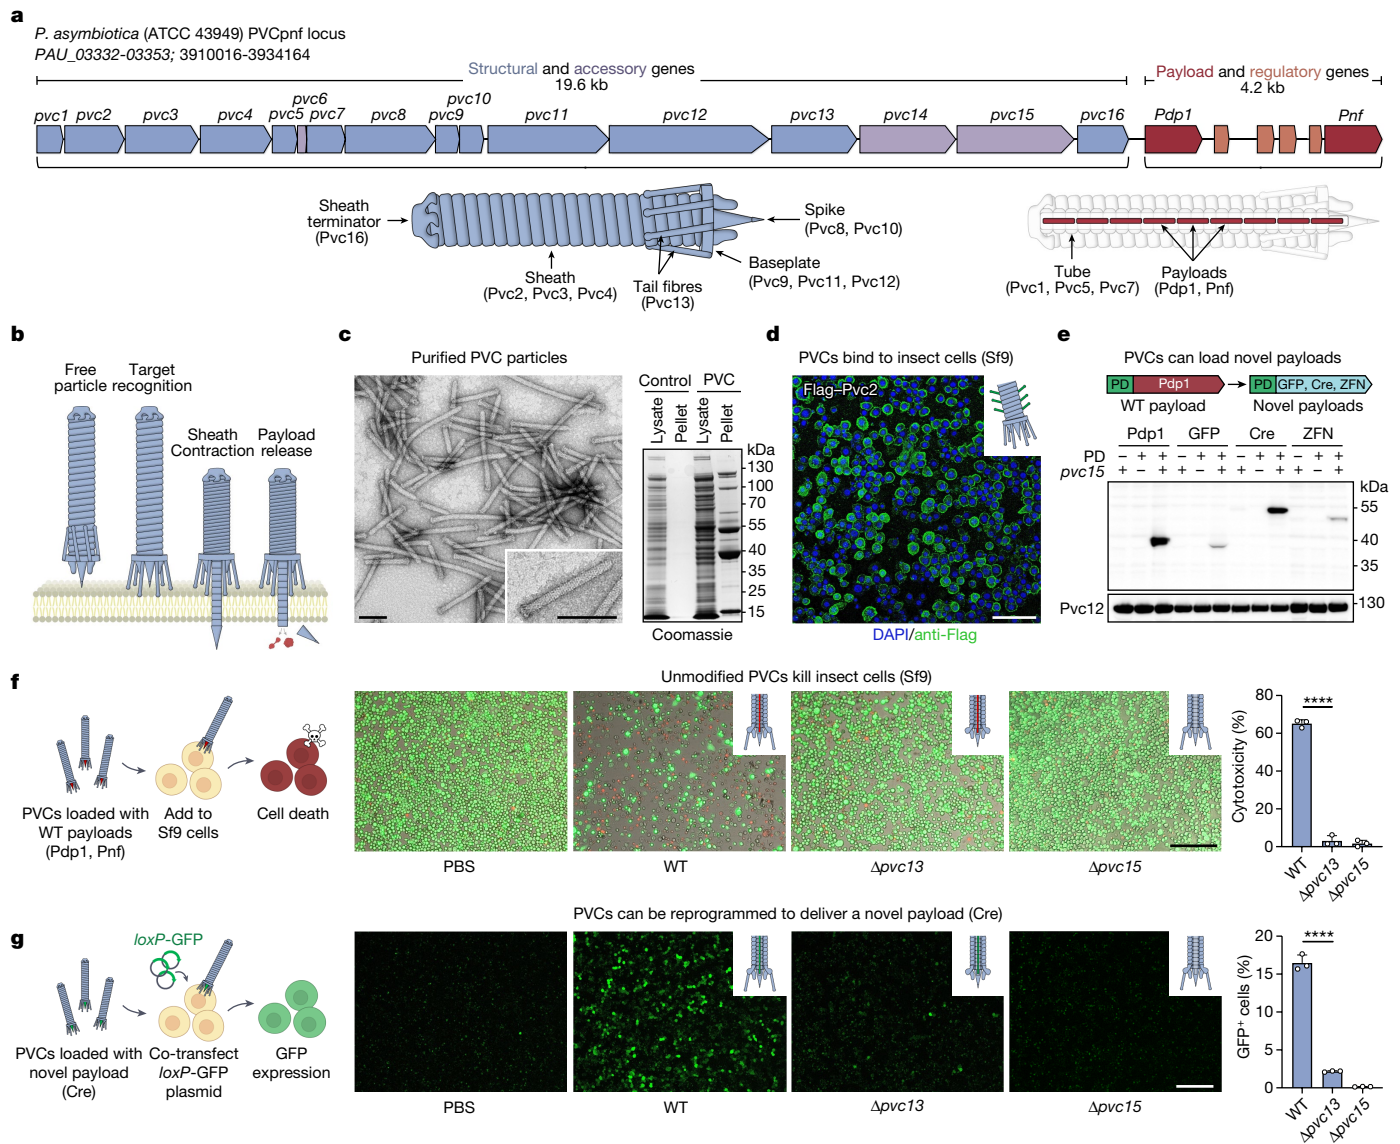 a
P. asymbiotica (ATCC 43949) PVCpnf locus
PAU_03332-03353; 3910016-3934164
Structural and accessory genes
19.6 kb
Payload and regulatory genes
4.2 kb
pvc1 pvc2 pvc3 pvc4 pvc5 pvc6 pvc7 pvc8 pvc9 pvc10 pvc11 pvc12 pvc13 pvc14 pvc15 pvc16 Pdp1 Pnf
Sheath
terminator
(Pvc16)
Sheath
(Pvc2, Pvc3, Pvc4)
Tail fibres
(Pvc13)
Spike
(Pvc8, Pvc10)
Baseplate
(Pvc9, Pvc11, Pvc12)
Tube
(Pvc1, Pvc5, Pvc7)
Payloads
(Pdp1, Pnf)
b
Free
particle
Target
recognition
Sheath
Contraction
Payload
release
c
Purified PVC particles
Control PVC
Lysate
Pellet
Lysate
Pellet
kDa
130
100
70
55
40
35
25
15
Coomassie
d
PVCs bind to insect cells (Sf9)
Flag–Pvc2
DAPI/anti-Flag
e
PVCs can load novel payloads
PD Pdp1
PD GFP, Cre, ZFN
WT payload
Novel payloads
Pdp1 GFP Cre ZFN
PD – + + – + + – + + – + +
pvc15 + – + + – + + – + + – +
kDa
55
40
35
Pvc12
130
f
Unmodified PVCs kill insect cells (Sf9)
PVCs loaded with
WT payloads
(Pdp1, Pnf)
Add to
Sf9 cells
Cell death
PBS
WT
Δpvc13
Δpvc15
Cytotoxicity (%)
80
60
40
20
0
****
WT
Δpvc13
Δpvc15
g
PVCs can be reprogrammed to deliver a novel payload (Cre)
loxP-GFP
PVCs loaded with
novel payload
(Cre)
Co-transfect
loxP-GFP
plasmid
GFP
expression
PBS
WT
Δpvc13
Δpvc15
GFP+ cells (%)
20
15
10
5
0
****
WT
Δpvc13
Δpvc15